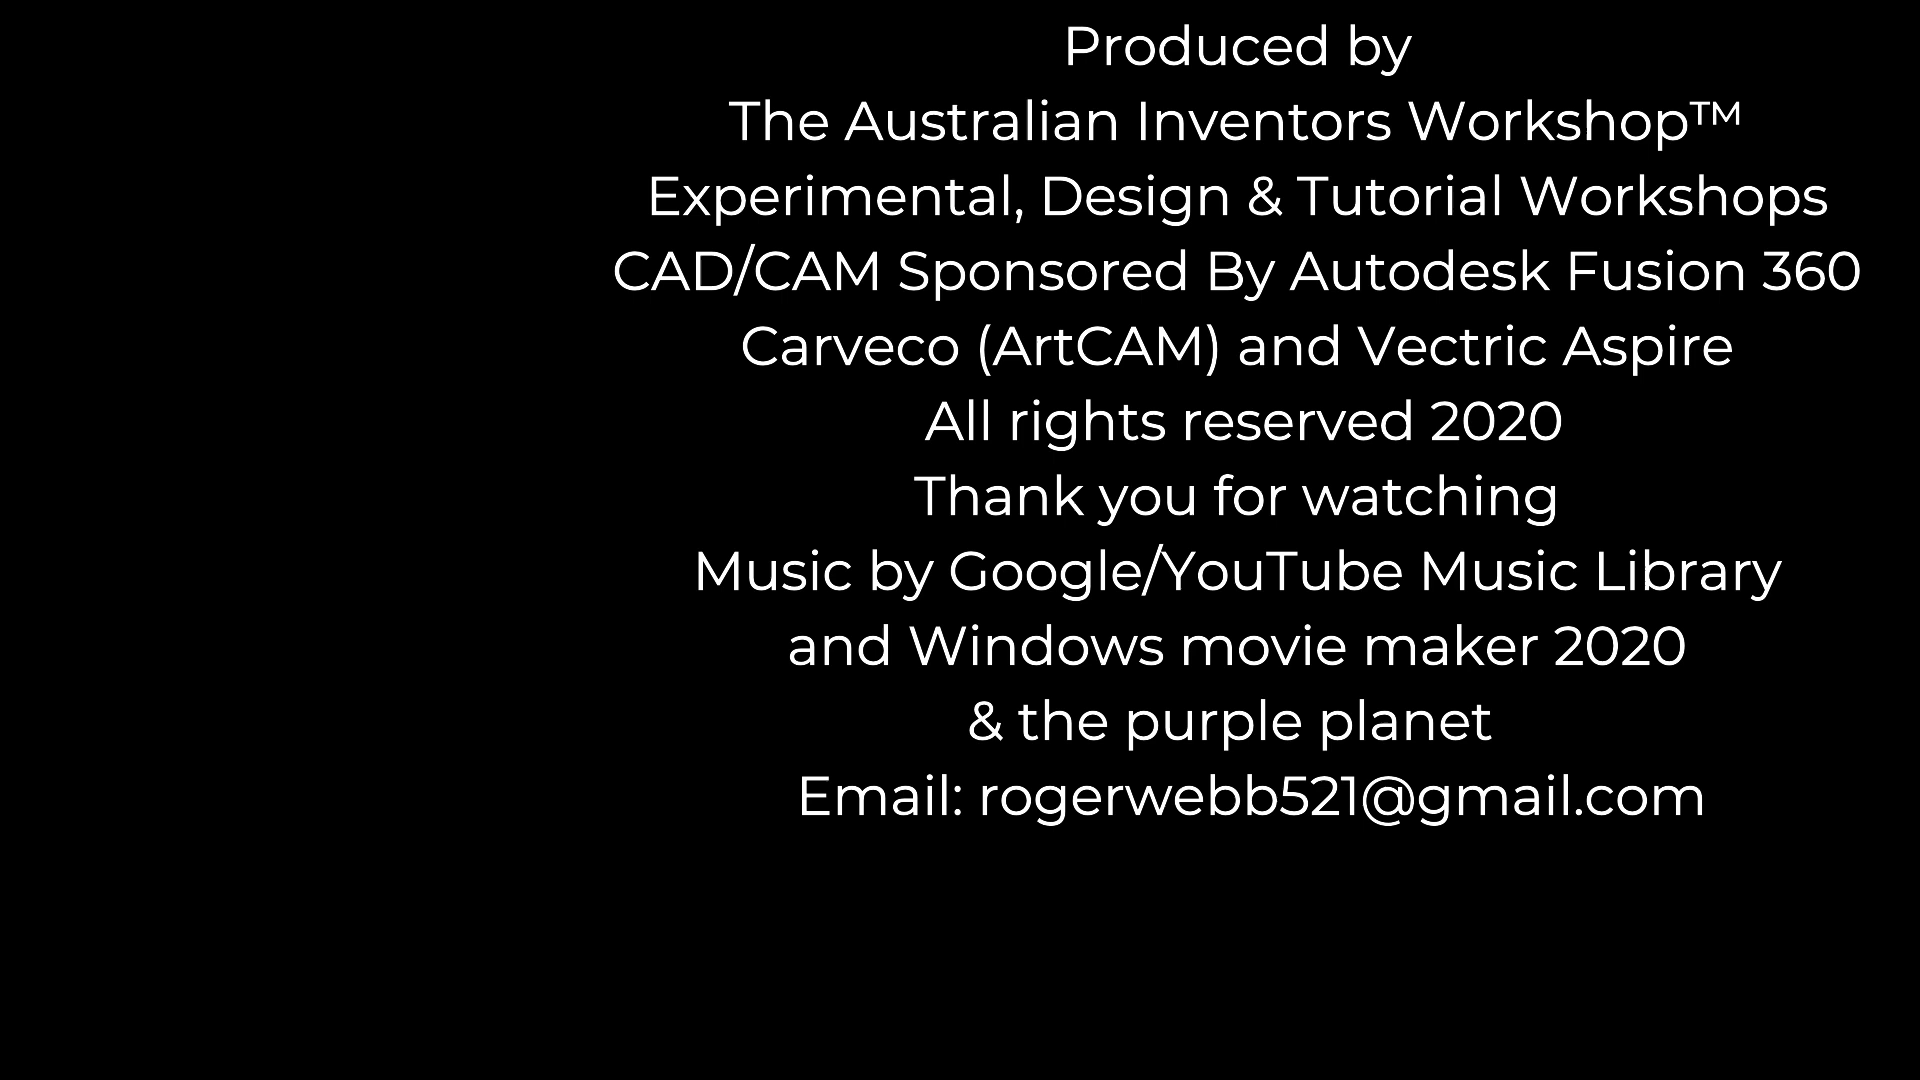 Produced by
The Australian Inventors Workshop™
Experimental, Design & Tutorial Workshops
CAD/CAM Sponsored By Autodesk Fusion 360
Carveco (ArtCAM) and Vectric Aspire
All rights reserved 2020
Thank you for watching
Music by Google/YouTube Music Library
and Windows movie maker 2020
& the purple planet
Email: rogerwebb521@gmail.com